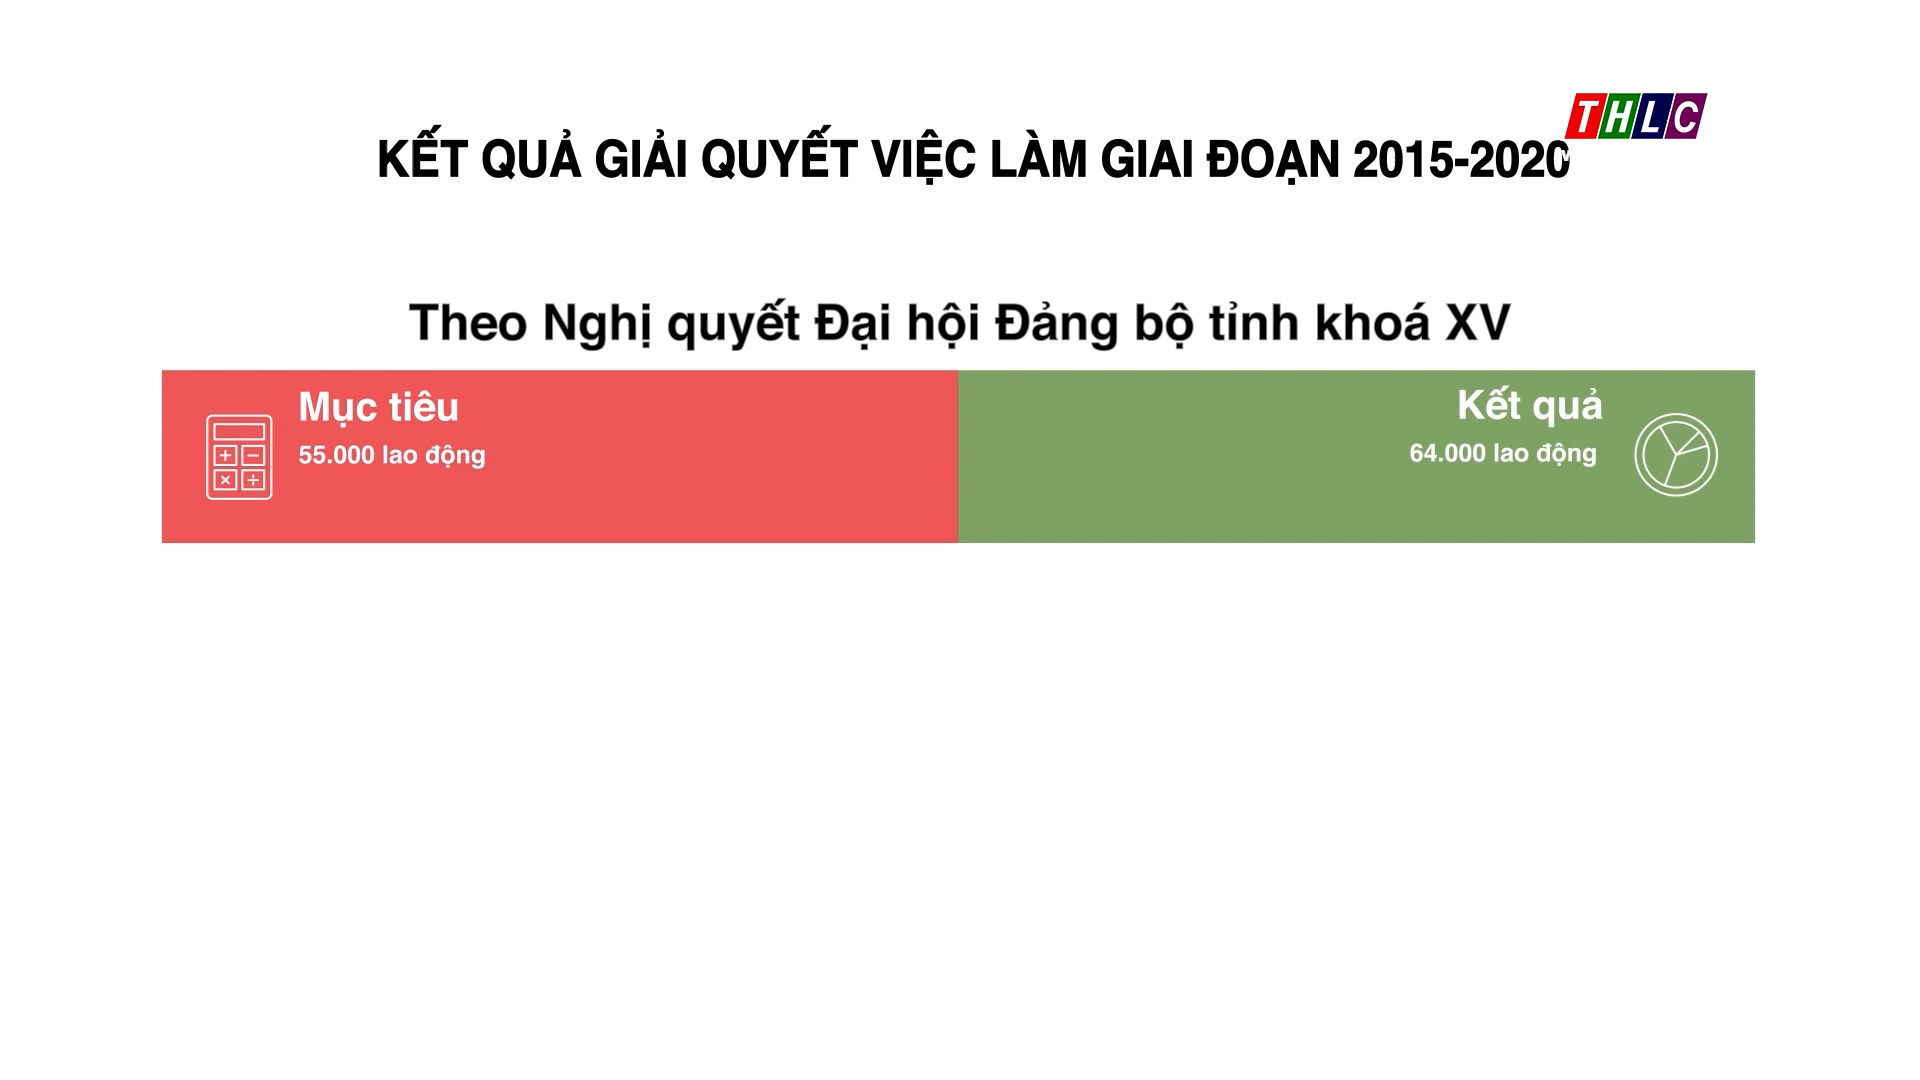 THLC
KẾT QUẢ GIẢI QUYẾT VIỆC LÀM GIAI ĐOẠN 2015-2020
Theo Nghị quyết Đại hội Đảng bộ tỉnh khoá XV
Mục tiêu
55.000 lao động
Kết quả
64.000 lao động